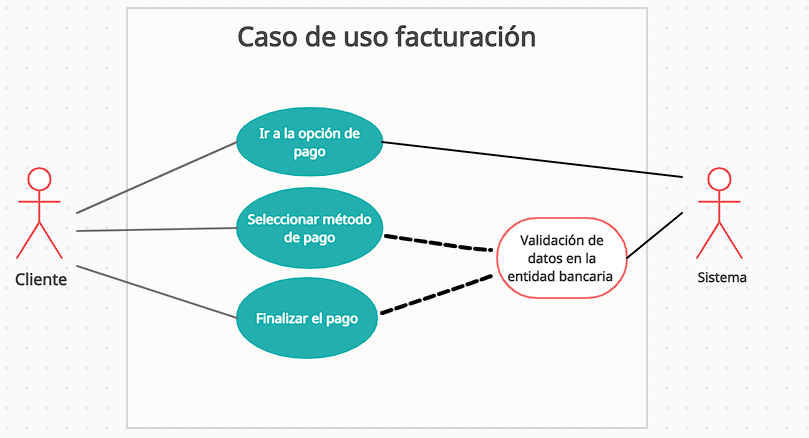 Caso de uso facturación
Ir a la opción de
pago
Seleccionar método
de pago
Validación de
datos en la
entidad bancaria
Finalizar el pago
Cliente
Sistema